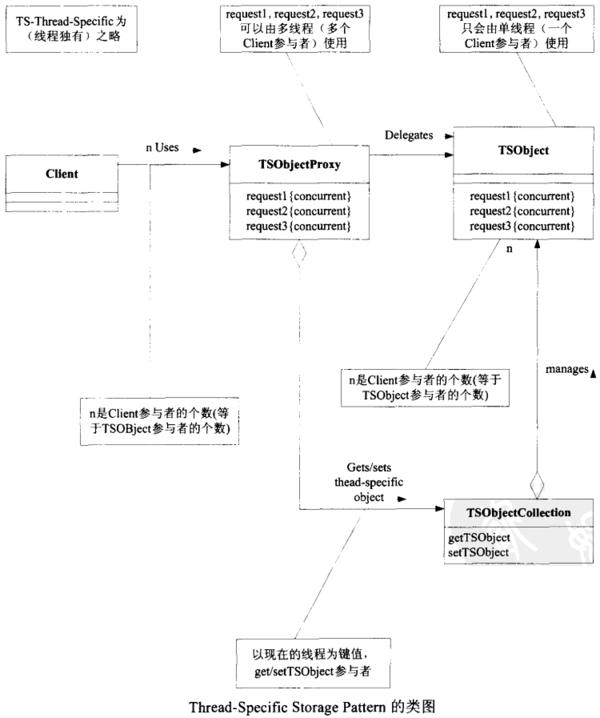 TS-Thread-Specific为
（线程独有）之略
request1, request2, request3
可以由多线程（多个
Client参与者）使用
request1, request2, request3
只会由单线程（一个
Client参与者）使用
n Uses
Delegates
Client
TSObjectProxy
request1{concurrent}
request2{concurrent}
request3{concurrent}
TSObject
request1{concurrent}
request2{concurrent}
request3{concurrent}
n
manages
n是Client参与者的个数(等于
TSObject参与者的个数)
n是Client参与者的个数(等
于TSOBject参与者的个数)
Gets/sets
thead-specific
object
TSObjectCollection
getTSObject
setTSObject
以现在的线程为键值，
get/setTSObject参与者
Thread-Specific Storage Pattern 的类图